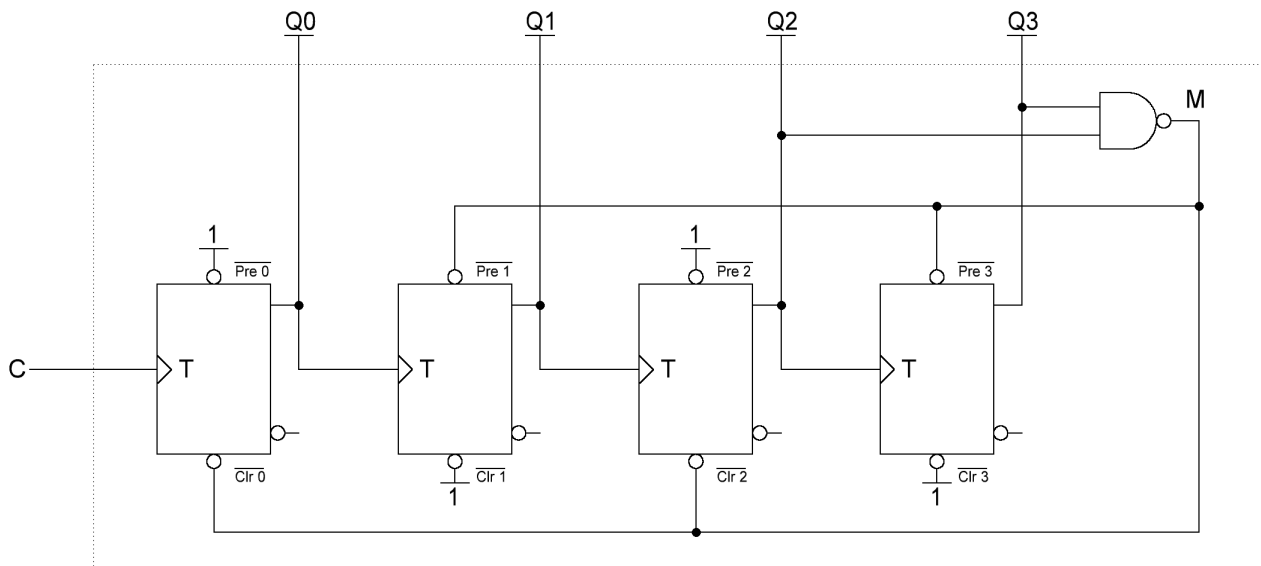 Q0 Q1 Q2 Q3
M
1 1
Pre 0 Pre 1 Pre 2 Pre 3
C T T T T
Clr 0 Clr 1 Clr 2 Clr 3
1 1